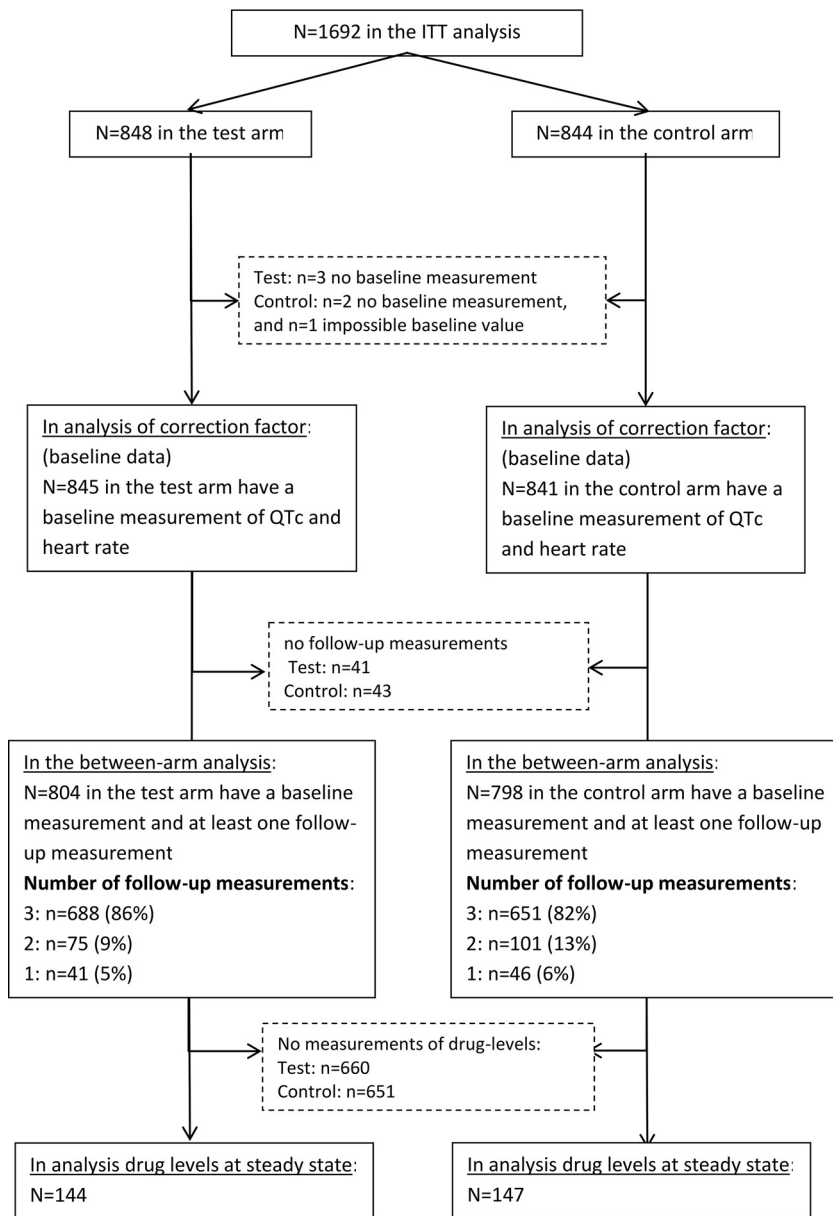 N=1692 in the ITT analysis
N=848 in the test arm
N=844 in the control arm
Test: n=3 no baseline measurement
Control: n=2 no baseline measurement,
and n=1 impossible baseline value
In analysis of correction factor:
(baseline data)
N=845 in the test arm have a
baseline measurement of QTc and
heart rate
In analysis of correction factor:
(baseline data)
N=841 in the control arm have a
baseline measurement of QTc
and heart rate
no follow-up measurements
Test: n=41
Control: n=43
In the between-arm analysis:
N=804 in the test arm have a baseline
measurement and at least one follow-
up measurement
Number of follow-up measurements:
3: n=688 (86%)
2: n=75 (9%)
1: n=41 (5%)
In the between-arm analysis:
N=798 in the control arm have a baseline
measurement and at least one follow-up
measurement
Number of follow-up measurements:
3: n=651 (82%)
2: n=101 (13%)
1: n=46 (6%)
No measurements of drug-levels:
Test: n=660
Control: n=651
In analysis drug levels at steady state:
N=144
In analysis drug levels at steady state:
N=147